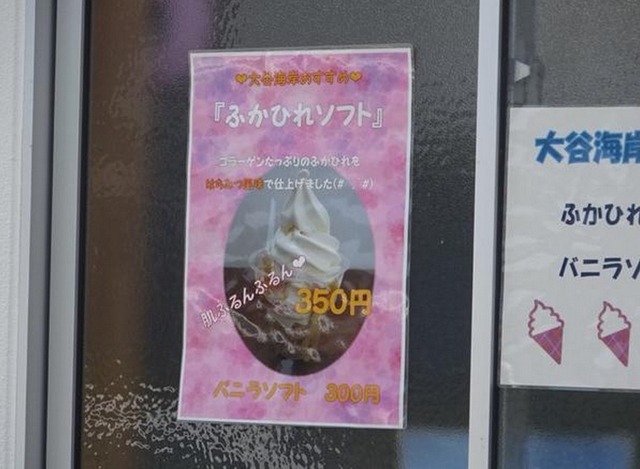 ❤大谷海岸おすすめ❤
『ふかひれソフト』
コラーゲンたっぷりのふかひれを
はちみつ風味で仕上げました(#^.^#)
肌ぷるんぷるん❤
350円
バニラソフト 300円
大谷海岸
ふかひれ
バニラソ